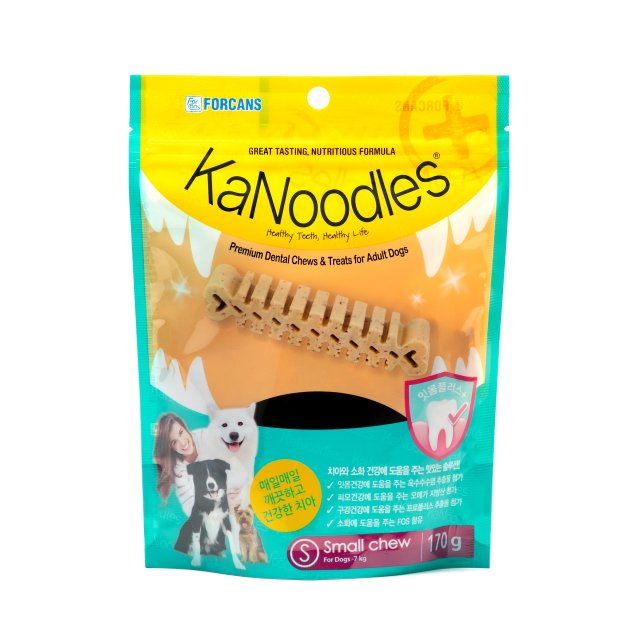 FORCANS
GREAT TASTING, NUTRITIOUS FORMULA
KaNoodles®
Healthy Teeth, Healthy Life
Premium Dental Chews & Treats for Adult Dogs
잇몸플러스+
매일매일
깨끗하고
건강한 치아
치아와 소화 건강에 도움을 주는 맛있는 솔루션!
✓ 잇몸건강에 도움을 주는 옥수수수염 추출물 첨가
✓ 피모건강에 도움을 주는 오메가 지방산 첨가
✓ 구강건강에 도움을 주는 프로폴리스 추출물 첨가
✓ 소화에 도움을 주는 FOS 함유
S Small chew 170 g
For Dogs -7 kg